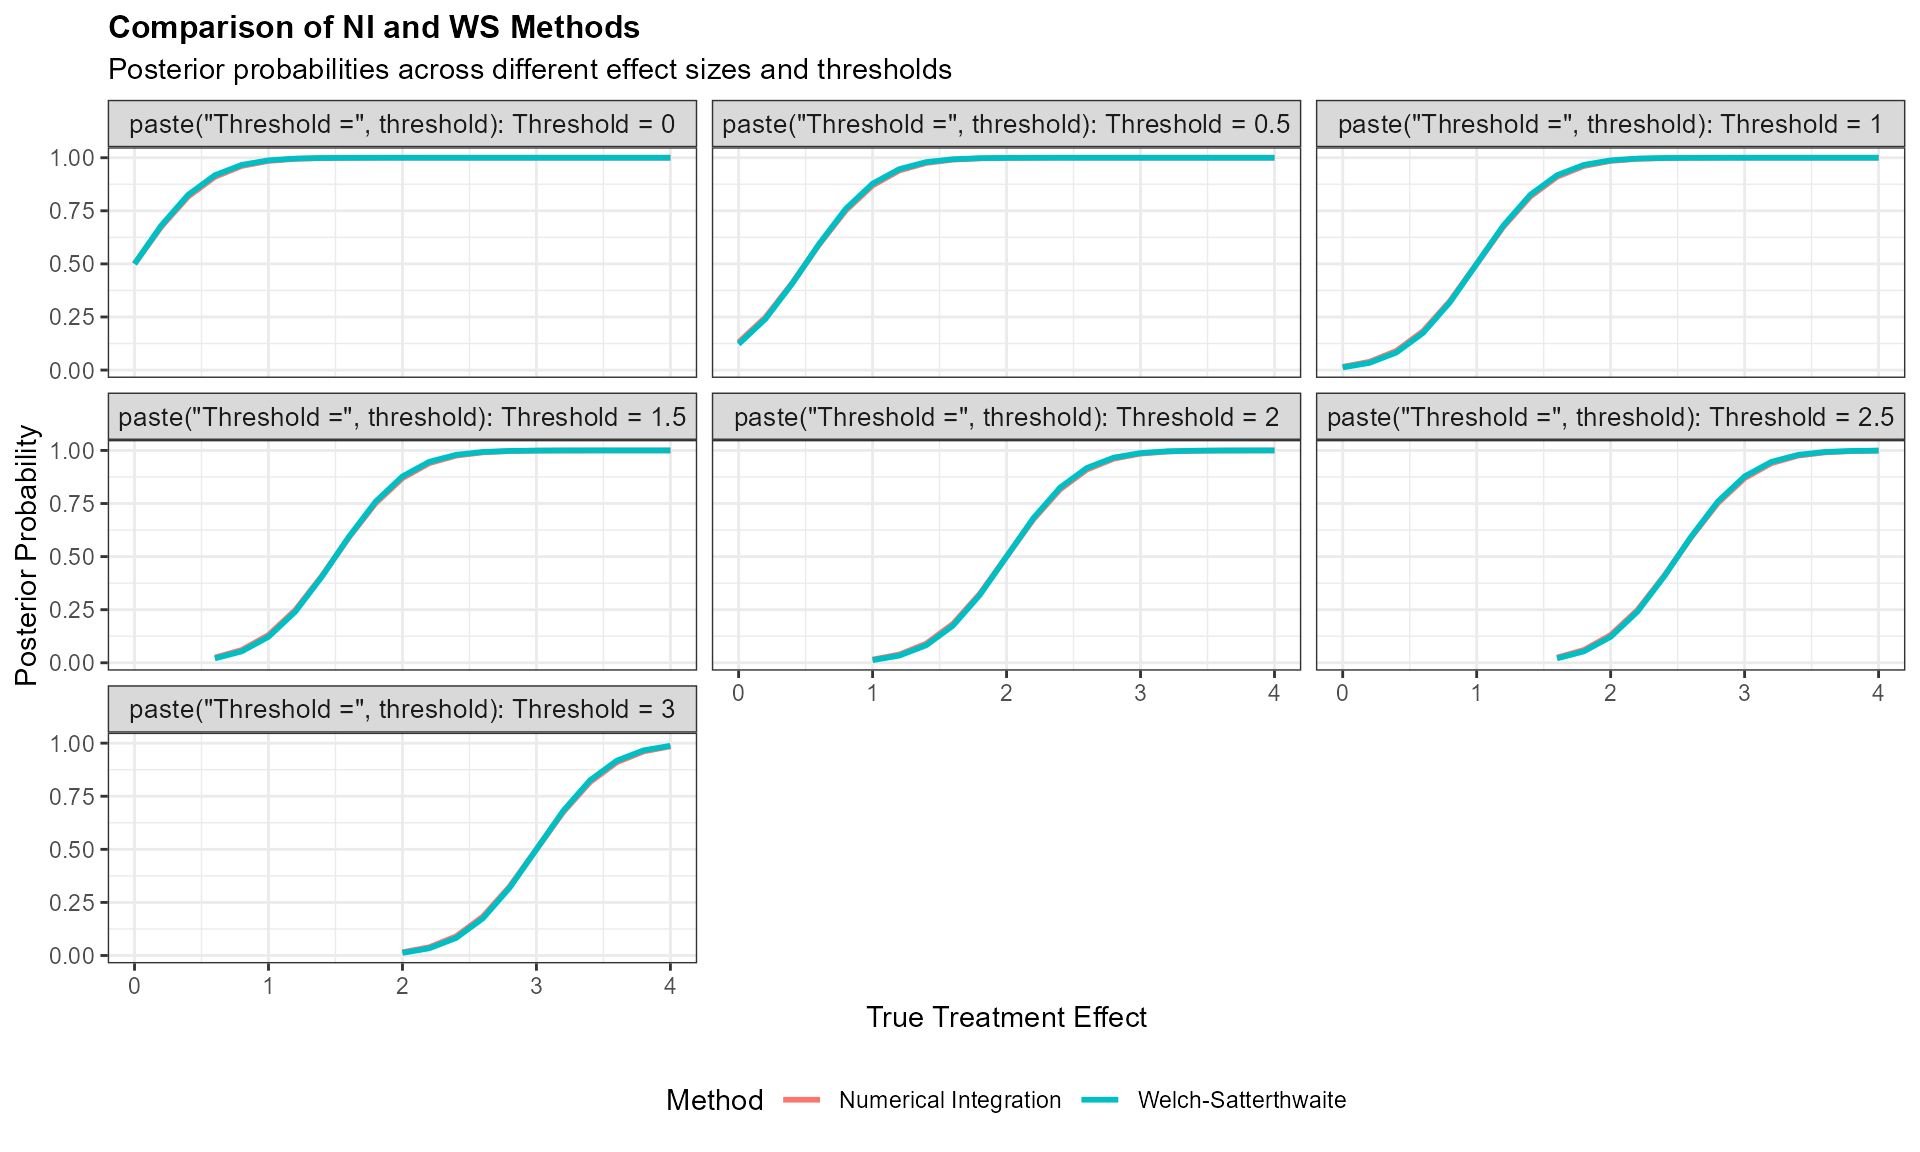 Comparison of NI and WS Methods
Posterior probabilities across different effect sizes and thresholds
paste("Threshold =", threshold): Threshold = 0
paste("Threshold =", threshold): Threshold = 0.5
paste("Threshold =", threshold): Threshold = 1
1.00
0.75
0.50
0.25
0.00
paste("Threshold =", threshold): Threshold = 1.5
paste("Threshold =", threshold): Threshold = 2
paste("Threshold =", threshold): Threshold = 2.5
Posterior Probability
1.00
0.75
0.50
0.25
0.00
0 1 2 3 4
0 1 2 3 4
paste("Threshold =", threshold): Threshold = 3
1.00
0.75
0.50
0.25
0.00
0 1 2 3 4
True Treatment Effect
Method Numerical Integration Welch-Satterthwaite